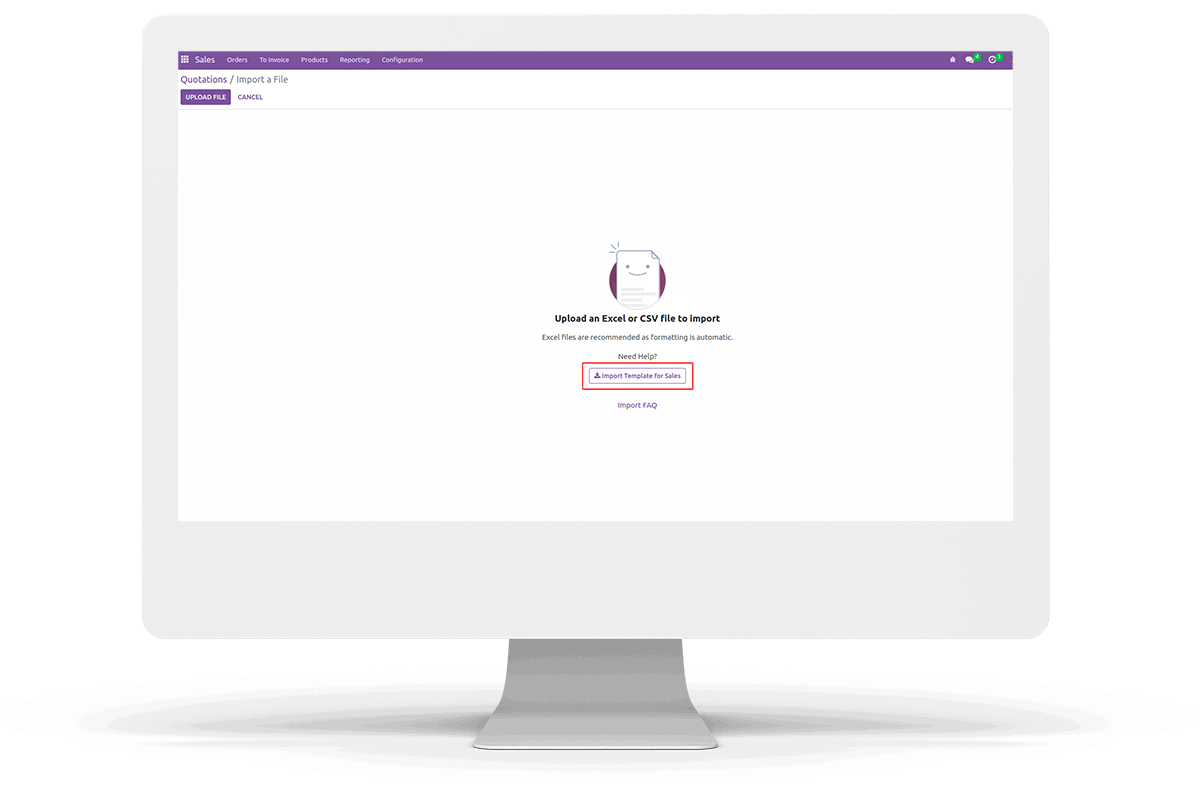 Sales Orders To Invoice Products Reporting Configuration 4 5
Quotations / Import a File
UPLOAD FILE CANCEL
Upload an Excel or CSV file to import
Excel files are recommended as formatting is automatic.
Need Help?
Import Template for Sales
Import FAQ